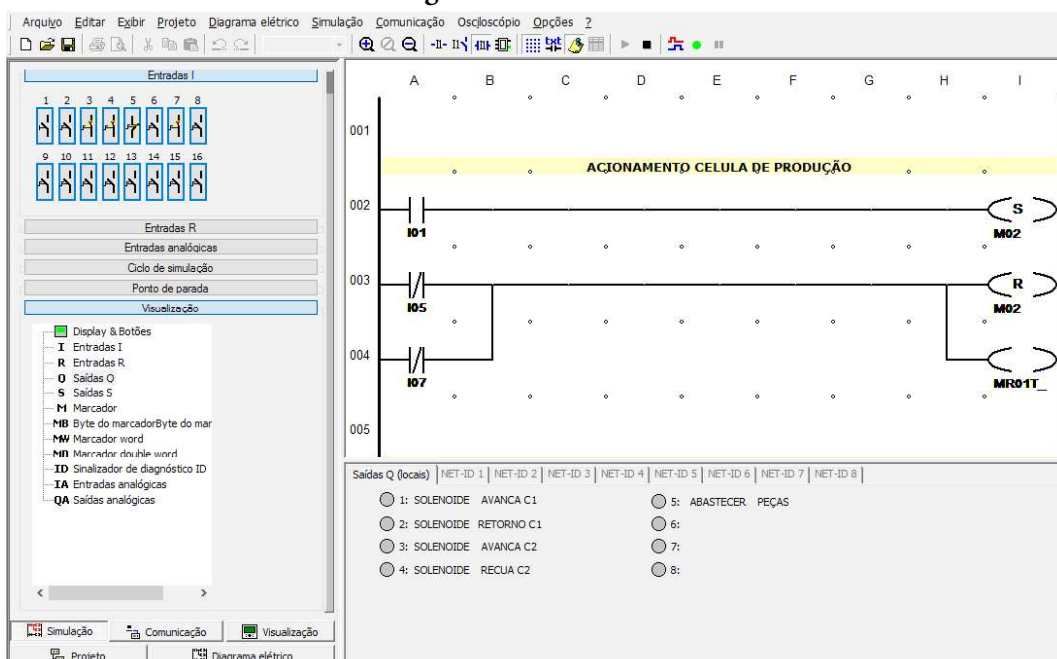 Arquivo Editar Exibir Projeto Diagrama elétrico Simulação Comunicação Osciloscópio Opções ?
Entradas I
1 2 3 4 5 6 7 8
9 10 11 12 13 14 15 16
Entradas R
Entradas analógicas
Ciclo de simulação
Ponto de parada
Visualização
Display & Botões
I Entradas I
R Entradas R
Q Saídas Q
S Saídas S
M Marcador
MB Byte do marcadorByte do mar
MW Marcador word
MD Marcador double word
ID Sinalizador de diagnóstico ID
IA Entradas analógicas
QA Saídas analógicas
Simulação Comunicação Visualização
Projeto Diagrama elétrico
A B C D E F G H I
001
ACIONAMENTO CELULA DE PRODUÇÃO
002
I01
S
M02
003
I05
R
M02
004
I07
MR01T_
005
Saídas Q (locais) NET-ID 1 NET-ID 2 NET-ID 3 NET-ID 4 NET-ID 5 NET-ID 6 NET-ID 7 NET-ID 8
1: SOLENOIDE AVANCA C1
2: SOLENOIDE RETORNO C1
3: SOLENOIDE AVANCA C2
4: SOLENOIDE RECUA C2
5: ABASTECER PEÇAS
6:
7:
8: